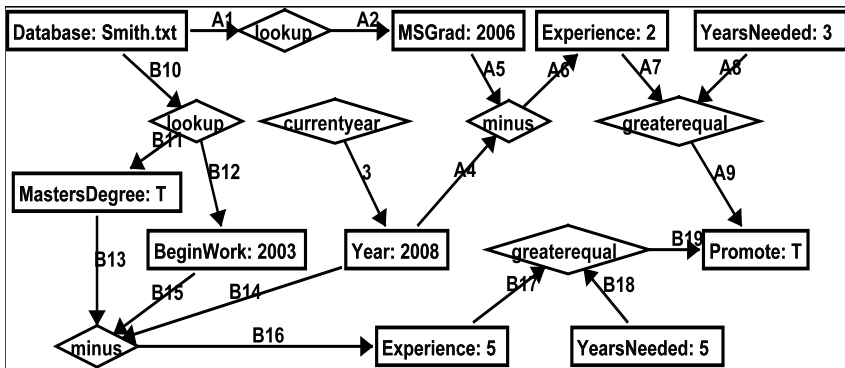 A1
A2
Database: Smith.txt
lookup
MSGrad: 2006
Experience: 2
YearsNeeded: 3
B10
A5
A6
A7
A8
lookup
currentyear
minus
greaterequal
B11
B12
3
A4
A9
MastersDegree: T
BeginWork: 2003
Year: 2008
greaterequal
B19
Promote: T
B13
B15
B14
B17
B18
minus
B16
Experience: 5
YearsNeeded: 5